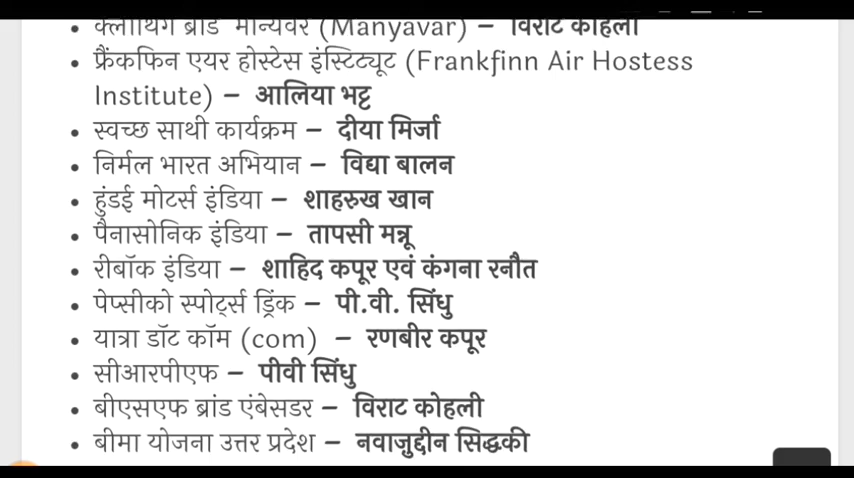 • क्लोथिंग ब्रांड मान्यवर (Manyavar) – विराट कोहली
• फ्रैंकफिन एयर होस्टेस इंस्टिट्यूट (Frankfinn Air Hostess
Institute) – आलिया भट्ट
• स्वच्छ साथी कार्यक्रम – दीया मिर्जा
• निर्मल भारत अभियान – विद्या बालन
• हुंडई मोटर्स इंडिया – शाहरुख खान
• पैनासोनिक इंडिया – तापसी मन्नू
• रीबॉक इंडिया – शाहिद कपूर एवं कंगना रनौत
• पेप्सीको स्पोर्ट्स ड्रिंक – पी.वी. सिंधु
• यात्रा डॉट कॉम (com) – रणबीर कपूर
• सीआरपीएफ – पीवी सिंधु
• बीएसएफ ब्रांड एंबेसडर – विराट कोहली
• बीमा योजना उत्तर प्रदेश – नवाजुद्दीन सिद्धकी